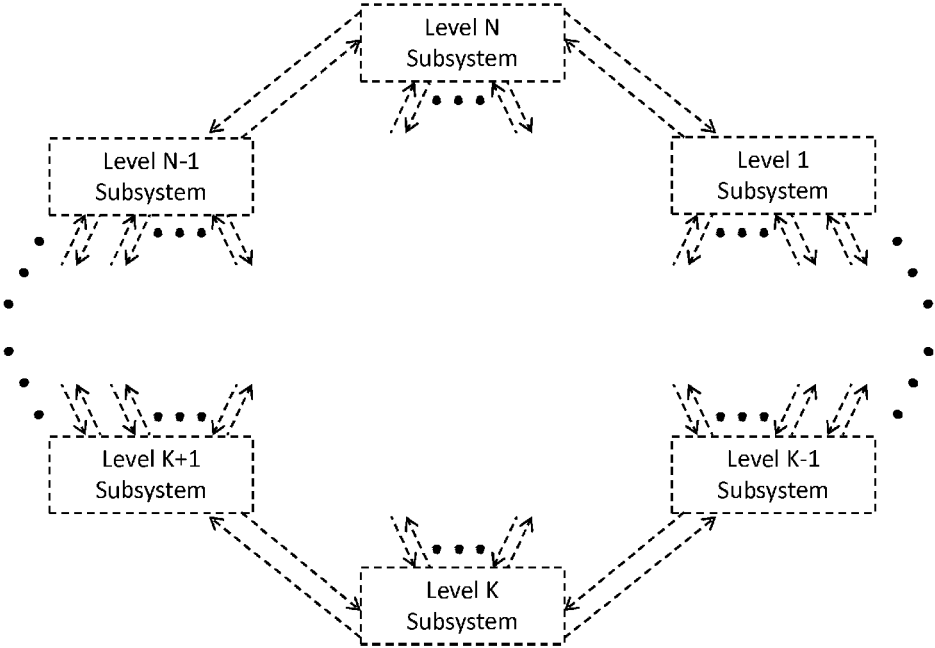 Level N
Subsystem
Level N-1
Subsystem
Level 1
Subsystem
Level K+1
Subsystem
Level K-1
Subsystem
Level K
Subsystem